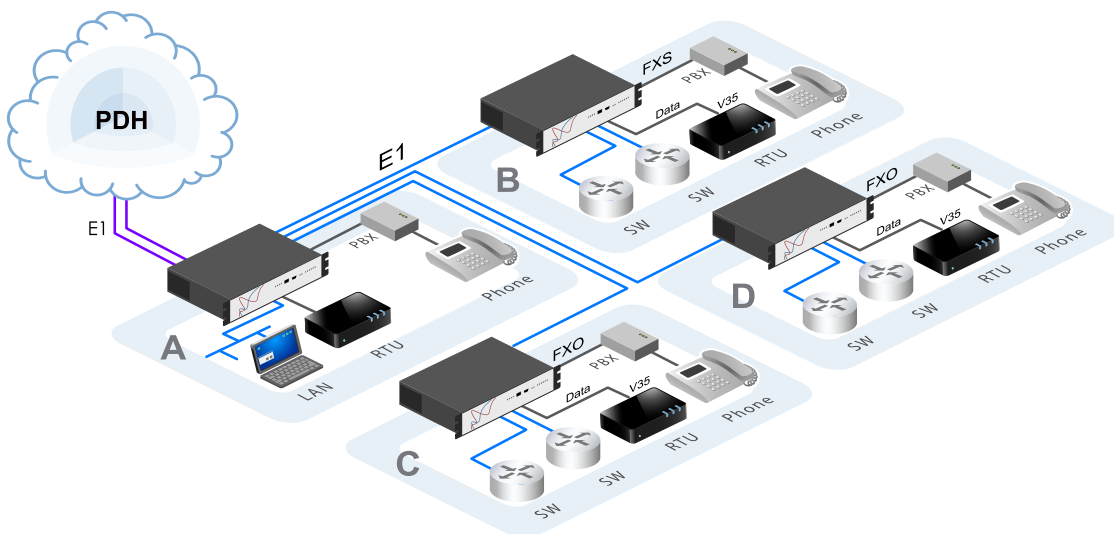 PDH
E1
E1
A
PBX
Phone
RTU
LAN
B
FXS
PBX
Phone
Data
V35
RTU
SW
SW
D
FXO
PBX
Phone
Data
V35
RTU
SW
SW
C
FXO
PBX
Phone
Data
V35
RTU
SW
SW